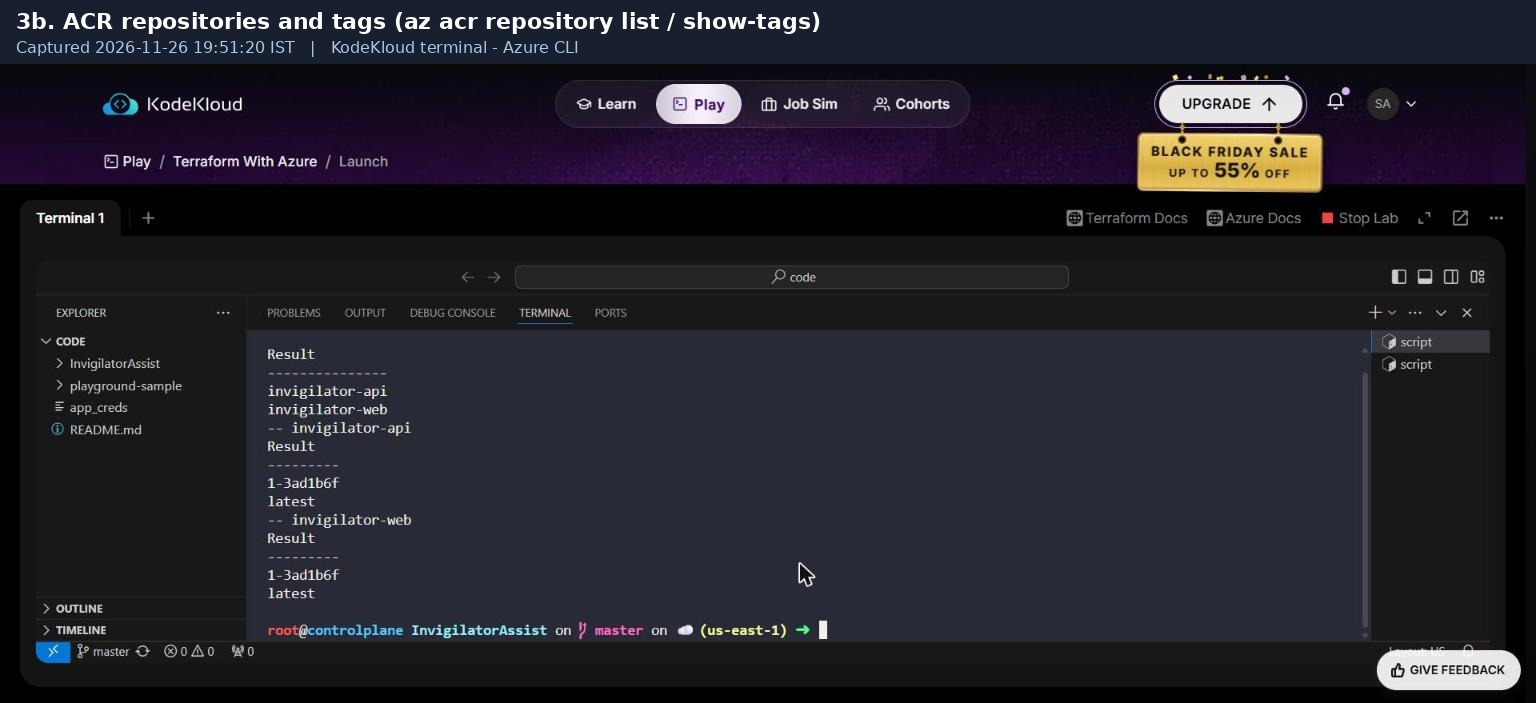 3b. ACR repositories and tags (az acr repository list / show-tags)
Captured 2026-11-26 19:51:20 IST | KodeKloud terminal - Azure CLI
KodeKloud
Learn Play Job Sim Cohorts
UPGRADE
SA
BLACK FRIDAY SALE
UP TO 55% OFF
Play / Terraform With Azure / Launch
Terminal 1 +
Terraform Docs Azure Docs Stop Lab
code
EXPLORER
PROBLEMS OUTPUT DEBUG CONSOLE TERMINAL PORTS
CODE
InvigilatorAssist
playground-sample
app_creds
README.md
OUTLINE
TIMELINE
Result
---------------
invigilator-api
invigilator-web
-- invigilator-api
Result
---------
1-3ad1b6f
latest
-- invigilator-web
Result
---------
1-3ad1b6f
latest
root@controlplane InvigilatorAssist on master on (us-east-1) ➜
script
script
master 0 0 0
Layout: US
GIVE FEEDBACK